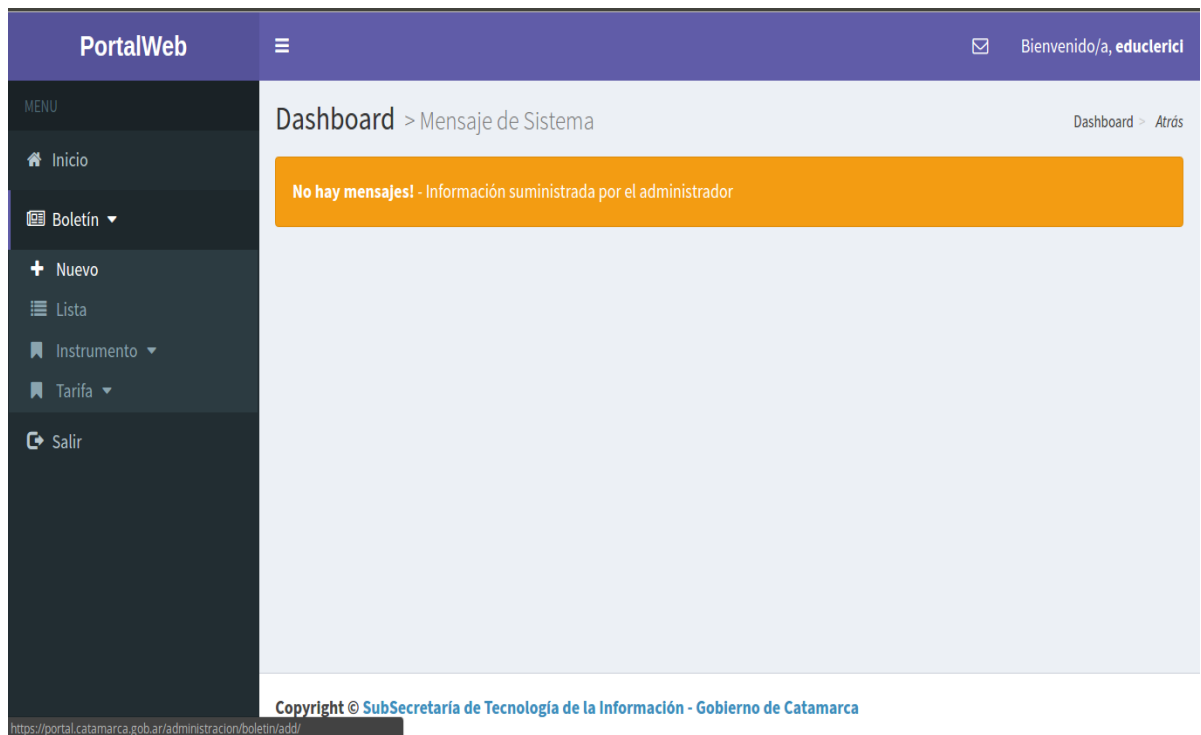 PortalWeb
Bienvenido/a, educlerici
MENU
Inicio
Boletín
Nuevo
Lista
Instrumento
Tarifa
Salir
Dashboard > Mensaje de Sistema
Dashboard > Atrás
No hay mensajes! - Información suministrada por el administrador
Copyright © SubSecretaría de Tecnología de la Información - Gobierno de Catamarca
https://portal.catamarca.gob.ar/administracion/boletin/add/